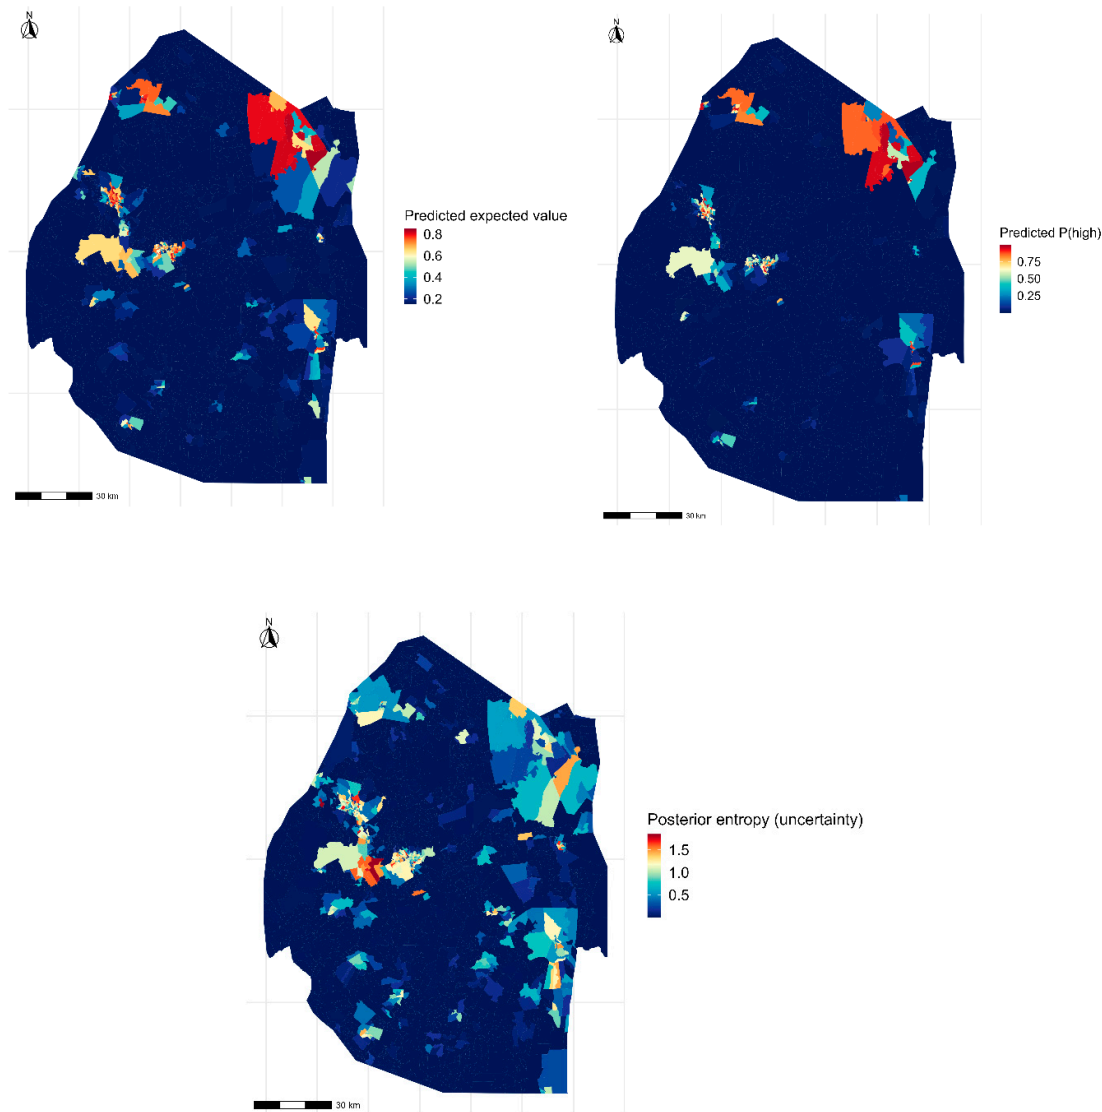 N
Predicted expected value
0.8
0.6
0.4
0.2
30 km
N
Predicted P(high)
0.75
0.50
0.25
30 km
N
Posterior entropy (uncertainty)
1.5
1.0
0.5
30 km